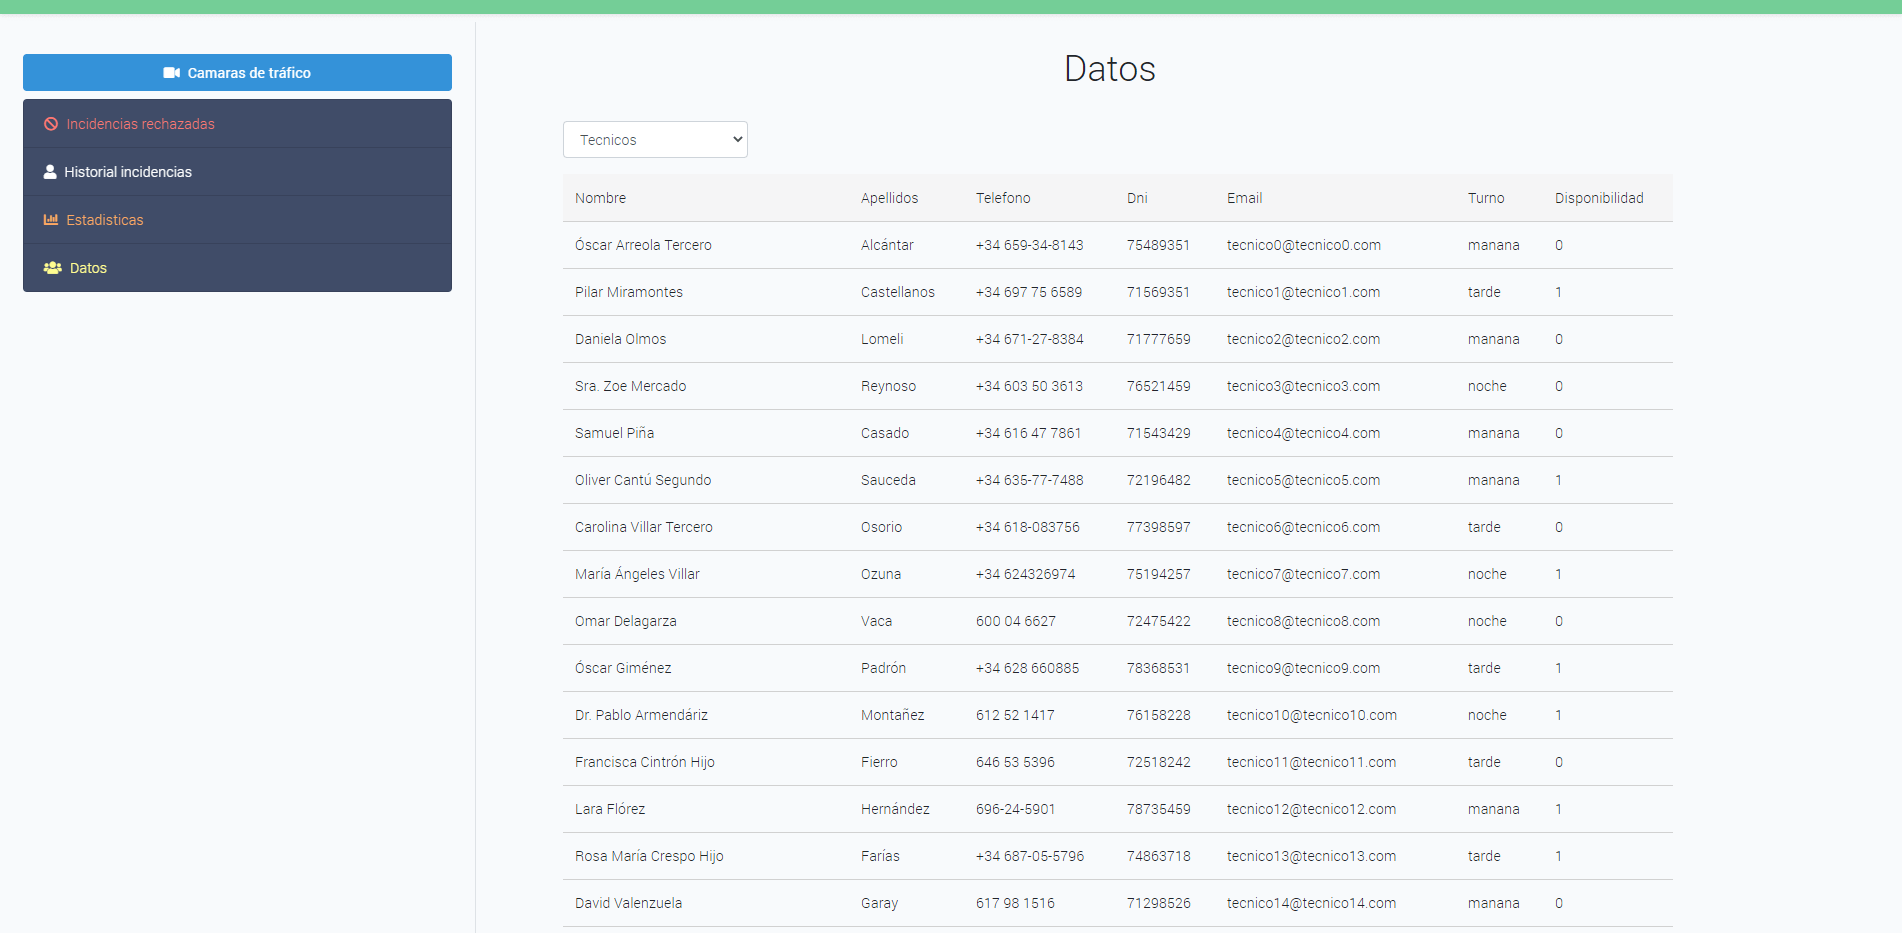 Camaras de tráfico
Incidencias rechazadas
Historial incidencias
Estadisticas
Datos
Datos
Tecnicos
Nombre Apellidos Telefono Dni Email Turno Disponibilidad
Óscar Arreola Tercero Alcántar +34 659-34-8143 75489351 tecnico0@tecnico0.com manana 0
Pilar Miramontes Castellanos +34 697 75 6589 71569351 tecnico1@tecnico1.com tarde 1
Daniela Olmos Lomeli +34 671-27-8384 71777659 tecnico2@tecnico2.com manana 0
Sra. Zoe Mercado Reynoso +34 603 50 3613 76521459 tecnico3@tecnico3.com noche 0
Samuel Piña Casado +34 616 47 7861 71543429 tecnico4@tecnico4.com manana 0
Oliver Cantú Segundo Sauceda +34 635-77-7488 72196482 tecnico5@tecnico5.com manana 1
Carolina Villar Tercero Osorio +34 618-083756 77398597 tecnico6@tecnico6.com tarde 0
María Ángeles Villar Ozuna +34 624326974 75194257 tecnico7@tecnico7.com noche 1
Omar Delagarza Vaca 600 04 6627 72475422 tecnico8@tecnico8.com noche 0
Óscar Giménez Padrón +34 628 660885 78368531 tecnico9@tecnico9.com tarde 1
Dr. Pablo Armendáriz Montañez 612 52 1417 76158228 tecnico10@tecnico10.com noche 1
Francisca Cintrón Hijo Fierro 646 53 5396 72518242 tecnico11@tecnico11.com tarde 0
Lara Flórez Hernández 696-24-5901 78735459 tecnico12@tecnico12.com manana 1
Rosa María Crespo Hijo Farías +34 687-05-5796 74863718 tecnico13@tecnico13.com tarde 1
David Valenzuela Garay 617 98 1516 71298526 tecnico14@tecnico14.com manana 0